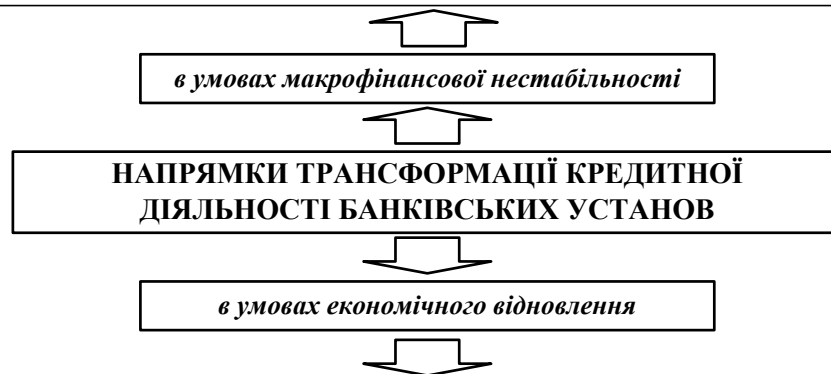 в умовах макрофінансової нестабільності
НАПРЯМКИ ТРАНСФОРМАЦІЇ КРЕДИТНОЇ
ДІЯЛЬНОСТІ БАНКІВСЬКИХ УСТАНОВ
в умовах економічного відновлення